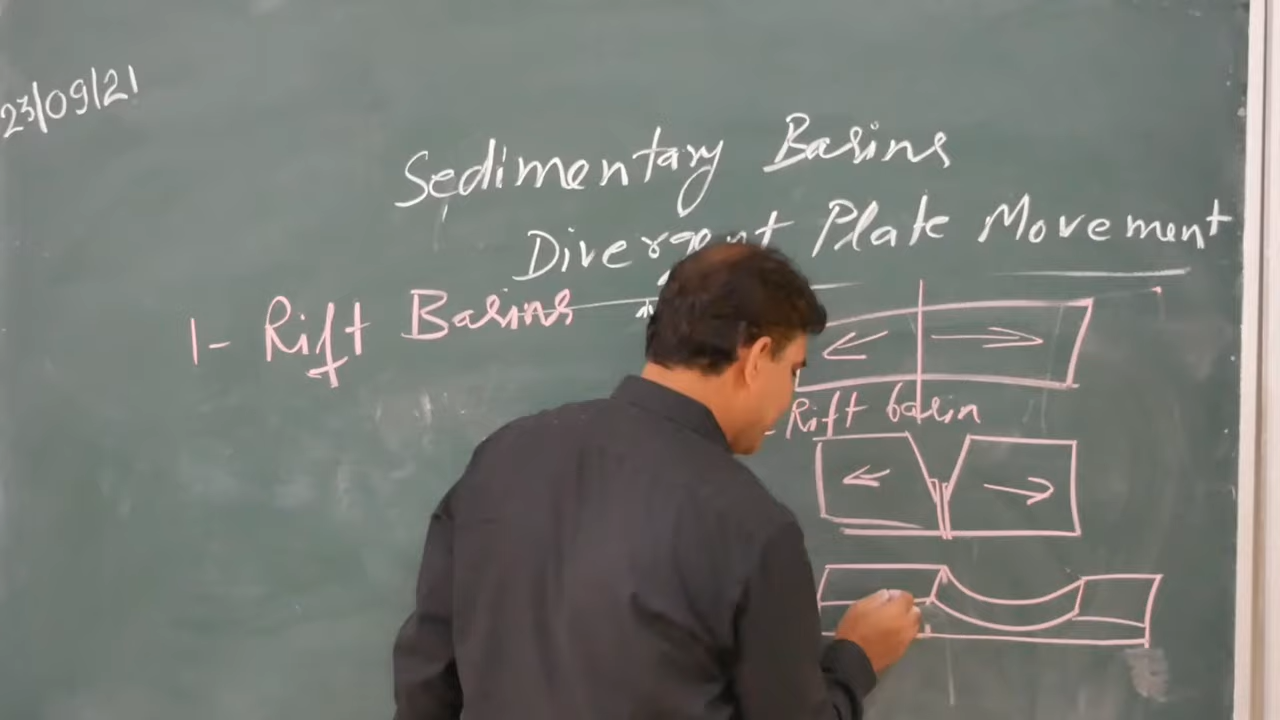 23/09/21
Sedimentary Basins
Divergent Plate Movement
1- Rift Basins
-Rift basin